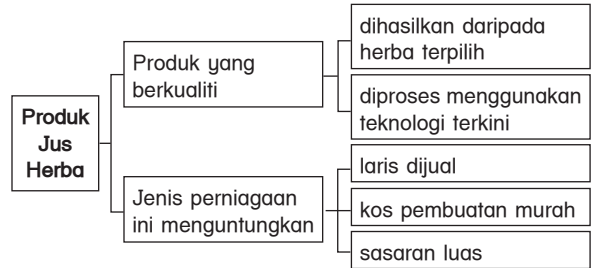 Produk
Jus
Herba
Produk yang
berkualiti
dihasilkan daripada
herba terpilih
diproses menggunakan
teknologi terkini
Jenis perniagaan
ini menguntungkan
laris dijual
kos pembuatan murah
sasaran luas